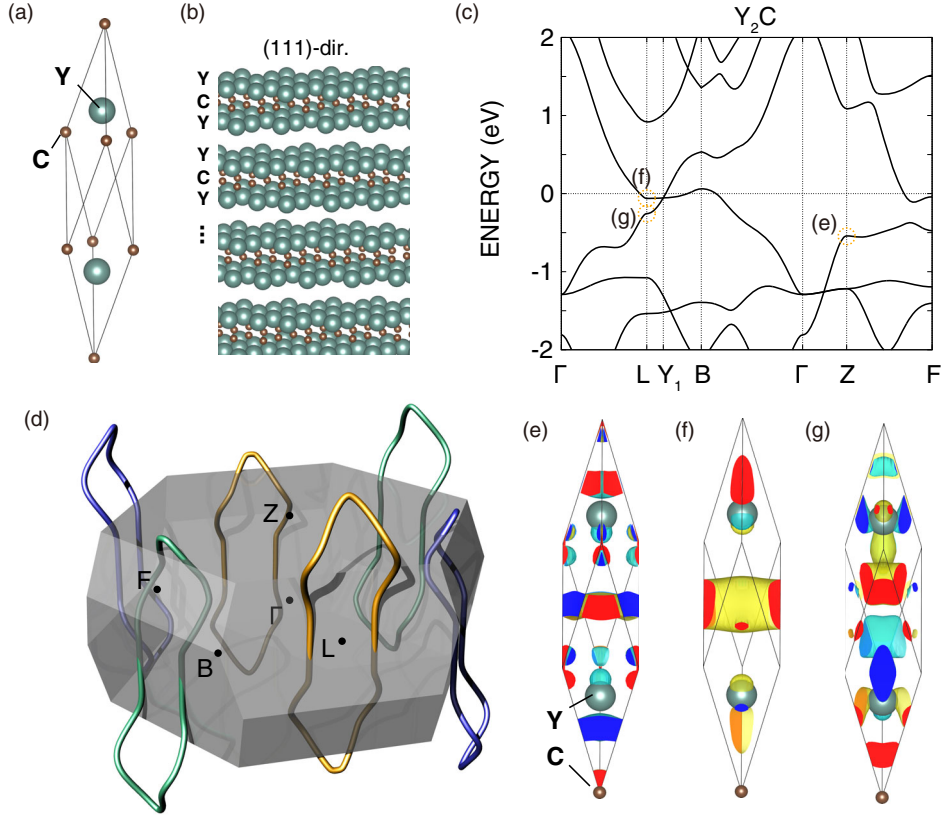 (a)
Y
C
(b)
(111)-dir.
Y
C
Y
Y
C
Y
⋮
(c)
Y₂C
ENERGY (eV)
2
1
0
-1
-2
(f)
(g)
(e)
Γ L Y₁ B Γ Z F
(d)
Z
F
Γ
B
L
(e)
Y
C
(f)
(g)